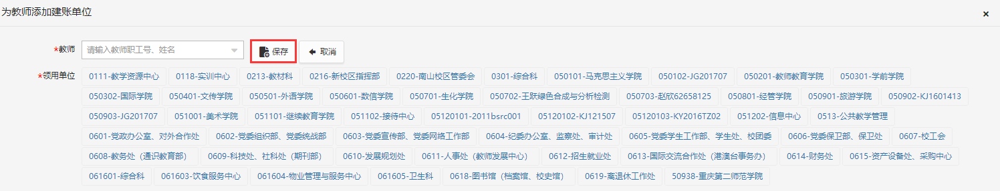 为教师添加建账单位
×
*教师 请输入教师职工号、姓名 保存 取消
*领用单位 0111-教学资源中心 0118-实训中心 0213-教材科 0216-新校区指挥部 0220-南山校区管委会 0301-综合科 050101-马克思主义学院 050102-JG201707 050201-教师教育学院 050301-学前学院
050302-国际学院 050401-文传学院 050501-外语学院 050601-数信学院 050701-生化学院 050702-王跃绿色合成与分析检测 050703-赵欣62658125 050801-经管学院 050901-旅游学院 050902-KJ1601413
050903-JG201707 051001-美术学院 051101-继续教育学院 051102-接待中心 05120101-2011bsrc001 05120102-KJ121507 05120103-KY2016TZ02 051202-信息中心 0513-公共教学管理
0601-党政办公室、对外合作处 0602-党委组织部、党委统战部 0603-党委宣传部、党委网络工作部 0604-纪委办公室、监察处、审计处 0605-党委学生工作部、学生处、校团委 0606-党委保卫部、保卫处 0607-校工会
0608-教务处（通识教育部） 0609-科技处、社科处（期刊部） 0610-发展规划处 0611-人事处（教师发展中心） 0612-招生就业处 0613-国际交流合作处（港澳台事务办） 0614-财务处 0615-资产设备处、采购中心
061601-综合科 061603-饮食服务中心 061604-物业管理与服务中心 061605-卫生科 0618-图书馆（档案馆、校史馆） 0619-离退休工作处 50938-重庆第二师范学院